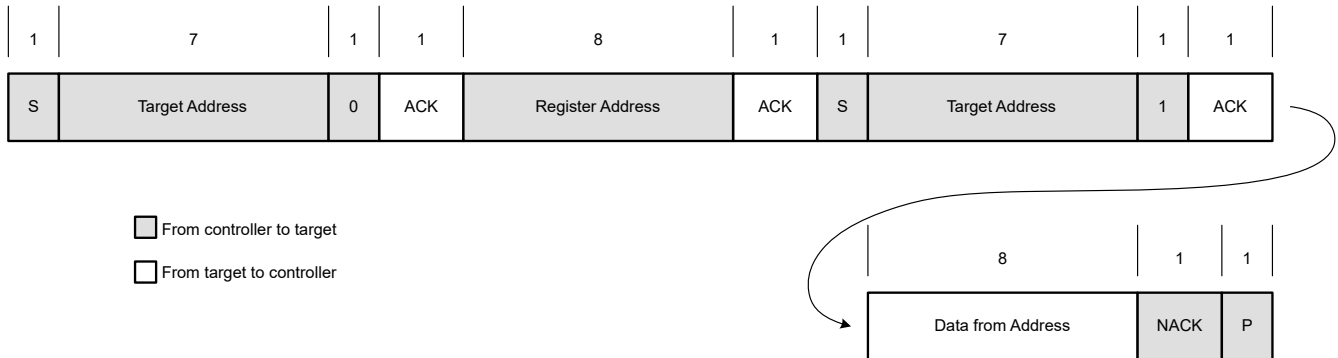 1 7 1 1 8 1 1 7 1 1
S Target Address 0 ACK Register Address ACK S Target Address 1 ACK
From controller to target
From target to controller
8 1 1
Data from Address NACK P